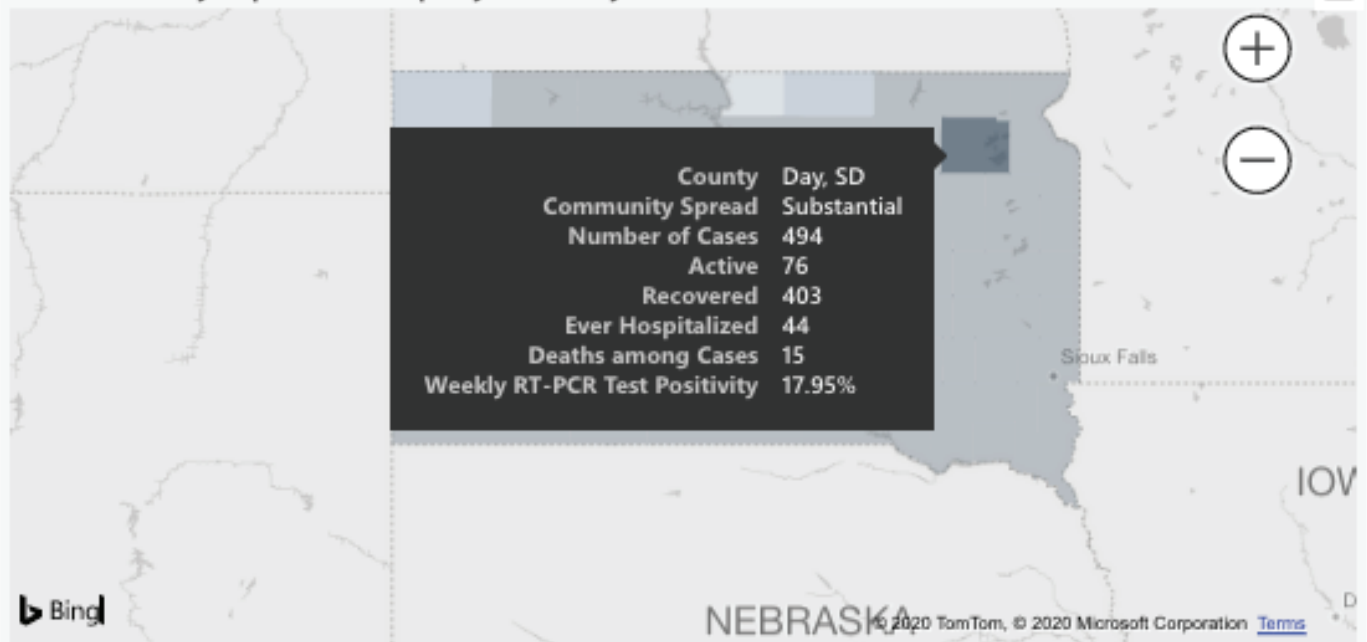 County Day, SD
Community Spread Substantial
Number of Cases 494
Active 76
Recovered 403
Ever Hospitalized 44
Deaths among Cases 15
Weekly RT-PCR Test Positivity 17.95%
Sioux Falls
IOW
D
Bing
NEBRASKA
© 2020 TomTom, © 2020 Microsoft Corporation Terms